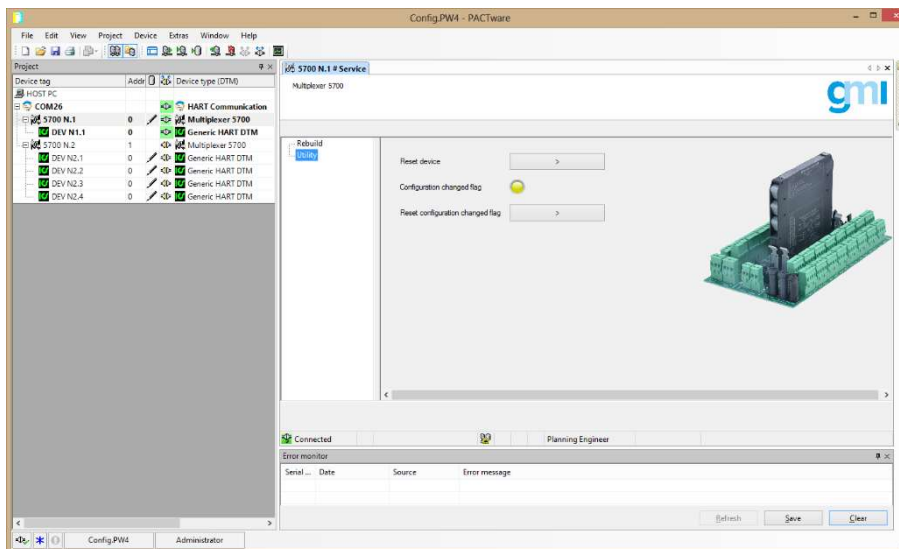 Config.PW4 - PACTware
File Edit View Project Device Extras Window Help
Project
Device tag Addr Device type (DTM)
HOST PC
COM26 HART Communication
5700 N.1 0 Multiplexer 5700
DEV N1.1 0 Generic HART DTM
5700 N.2 1 Multiplexer 5700
DEV N2.1 0 Generic HART DTM
DEV N2.2 0 Generic HART DTM
DEV N2.3 0 Generic HART DTM
DEV N2.4 0 Generic HART DTM
5700 N.1 # Service
Multiplexer 5700
gmi
Rebuild
Utility
Reset device >
Configuration changed flag
Reset configuration changed flag >
Connected Planning Engineer
Error monitor
Serial ... Date Source Error message
Refresh Save Clear
Config.PW4 Administrator